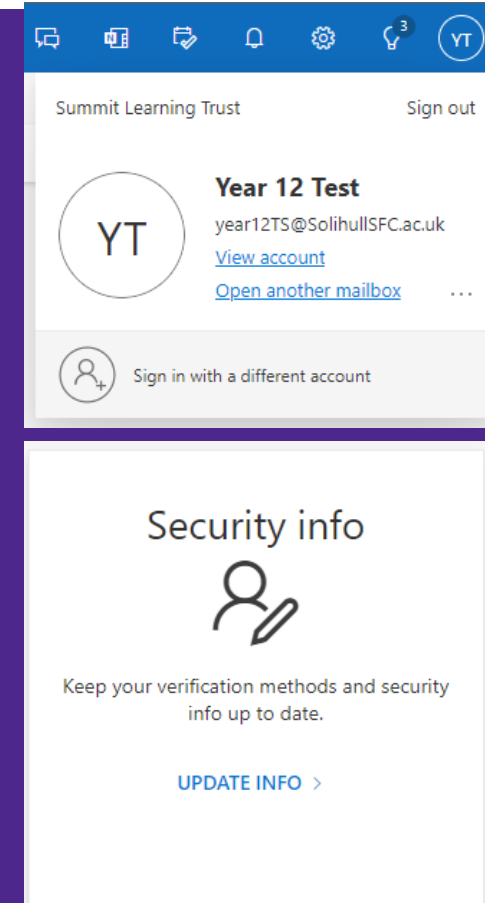 3
YT
Summit Learning Trust Sign out
YT
Year 12 Test
year12TS@SolihullSFC.ac.uk
View account
Open another mailbox ...
Sign in with a different account
Security info
Keep your verification methods and security
info up to date.
UPDATE INFO >